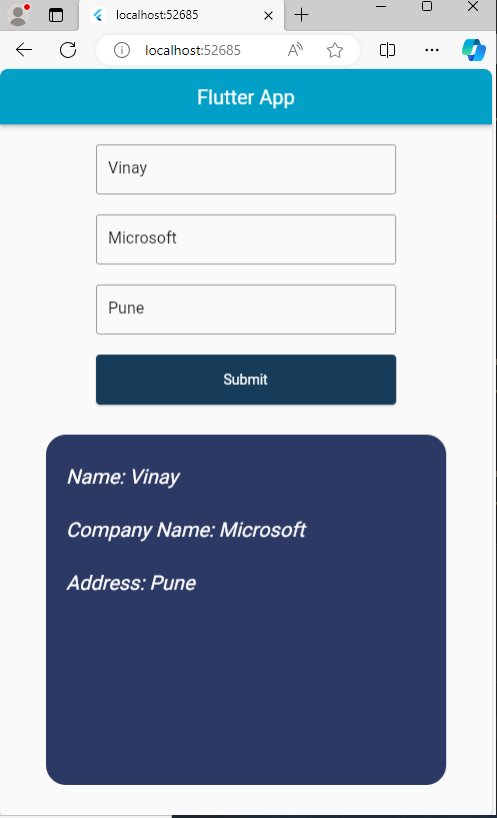 localhost:52685
localhost:52685
Flutter App
Vinay
Microsoft
Pune
Submit
Name: Vinay
Company Name: Microsoft
Address: Pune